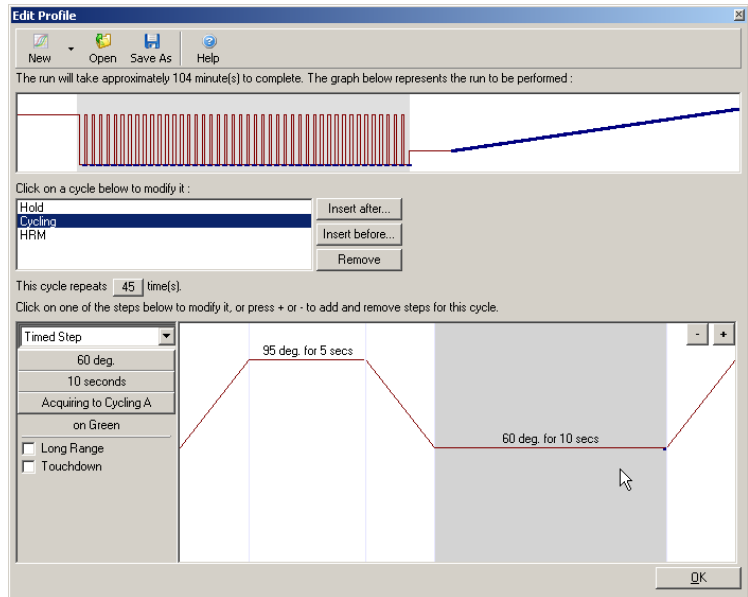 Edit Profile
New Open Save As Help
The run will take approximately 104 minute(s) to complete. The graph below represents the run to be performed :
Click on a cycle below to modify it :
Hold
Cycling
HRM
Insert after...
Insert before...
Remove
This cycle repeats 45 time(s).
Click on one of the steps below to modify it, or press + or - to add and remove steps for this cycle.
Timed Step
60 deg.
10 seconds
Acquiring to Cycling A
on Green
Long Range
Touchdown
95 deg. for 5 secs
60 deg. for 10 secs
- +
OK